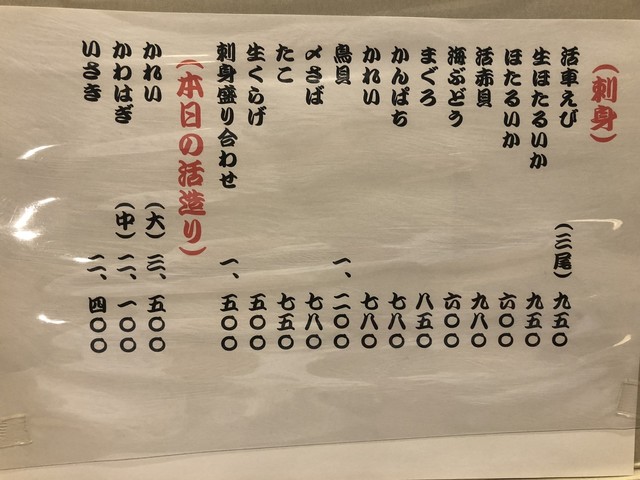 (刺身)
活車えび (三尾) 九五〇
生ほたるいか 九五〇
ほたるいか 六〇〇
活赤貝 九八〇
海ぶどう 六〇〇
まぐろ 八五〇
かんぱち 七八〇
かれい 七八〇
鳥貝 一、二〇〇
〆さば 七八〇
たこ 七五〇
生くらげ 五〇〇
刺身盛り合わせ 一、五〇〇
(本日の活造り)
かれい (大) 三、五〇〇
かわはぎ (中) 二、一〇〇
いさき 二、四〇〇